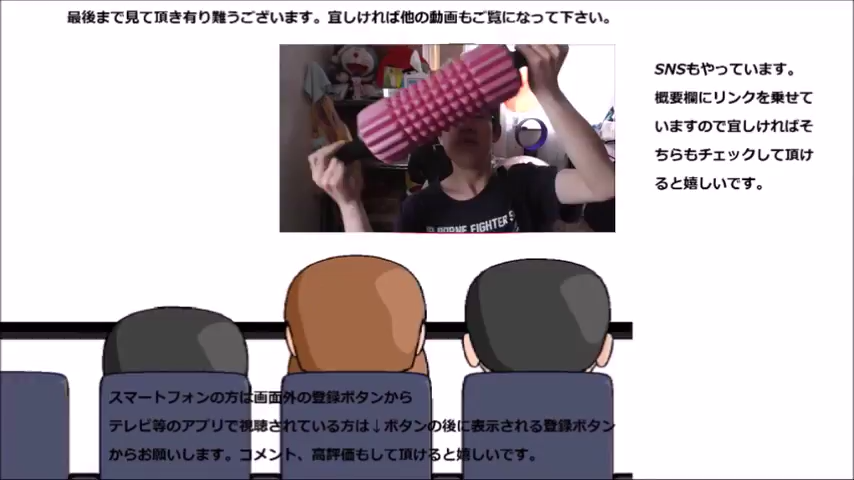 最後まで見て頂き有り難うございます。宜しければ他の動画もご覧になって下さい。
SNSもやっています。
概要欄にリンクを乗せて
いますので宜しければそ
ちらもチェックして頂け
ると嬉しいです。
FIGHTER S
スマートフォンの方は画面外の登録ボタンから
テレビ等のアプリで視聴されている方は↓ボタンの後に表示される登録ボタン
からお願いします。コメント、高評価もして頂けると嬉しいです。